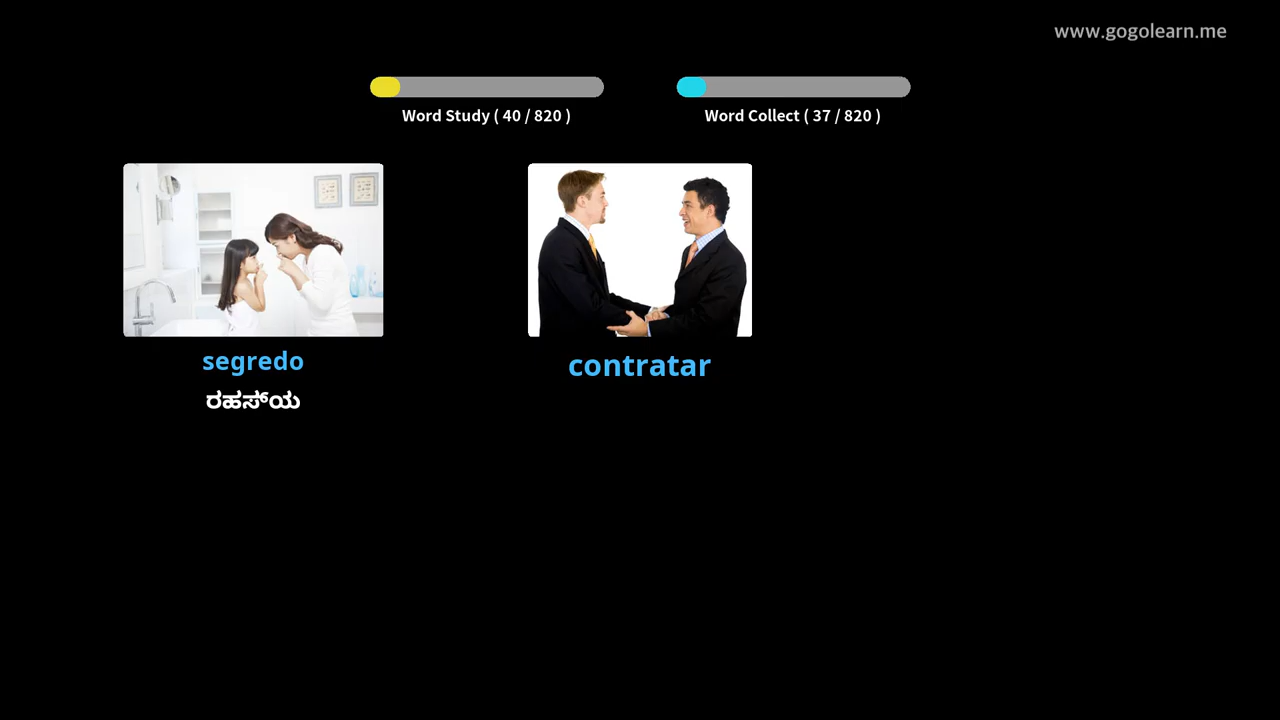 www.gogolearn.me
Word Study ( 40 / 820 )
Word Collect ( 37 / 820 )
segredo
ರಹಸ್ಯ
contratar